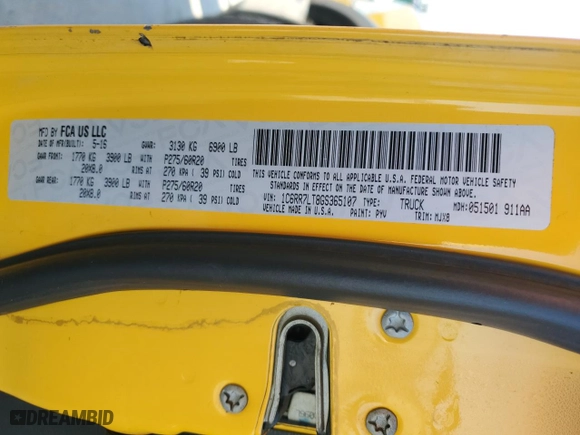 MFD BY FCA US LLC
DATE OF MFR(BUILT): 5-16 GVWR: 3130 KG 6900 LB
GAWR FRONT: 1770 KG 3900 LB WITH P275/60R20 TIRES
20X8.0 RIMS AT 270 KPA ( 39 PSI) COLD
GAWR REAR: 1770 KG 3900 LB WITH P275/60R20 TIRES
20X8.0 RIMS AT 270 KPA ( 39 PSI) COLD
THIS VEHICLE CONFORMS TO ALL U.S.A. FEDERAL MOTOR VEHICLE SAFETY
STANDARDS IN EFFECT ON THE DATE OF MANUFACTURE SHOWN ABOVE.
VIN: 1C6RR7LT8GS365107 TYPE: TRUCK MDH: 051501 911AA
VEHICLE MADE IN U.S.A. PAINT: PYV TRIM: MJX8
DREAMBID